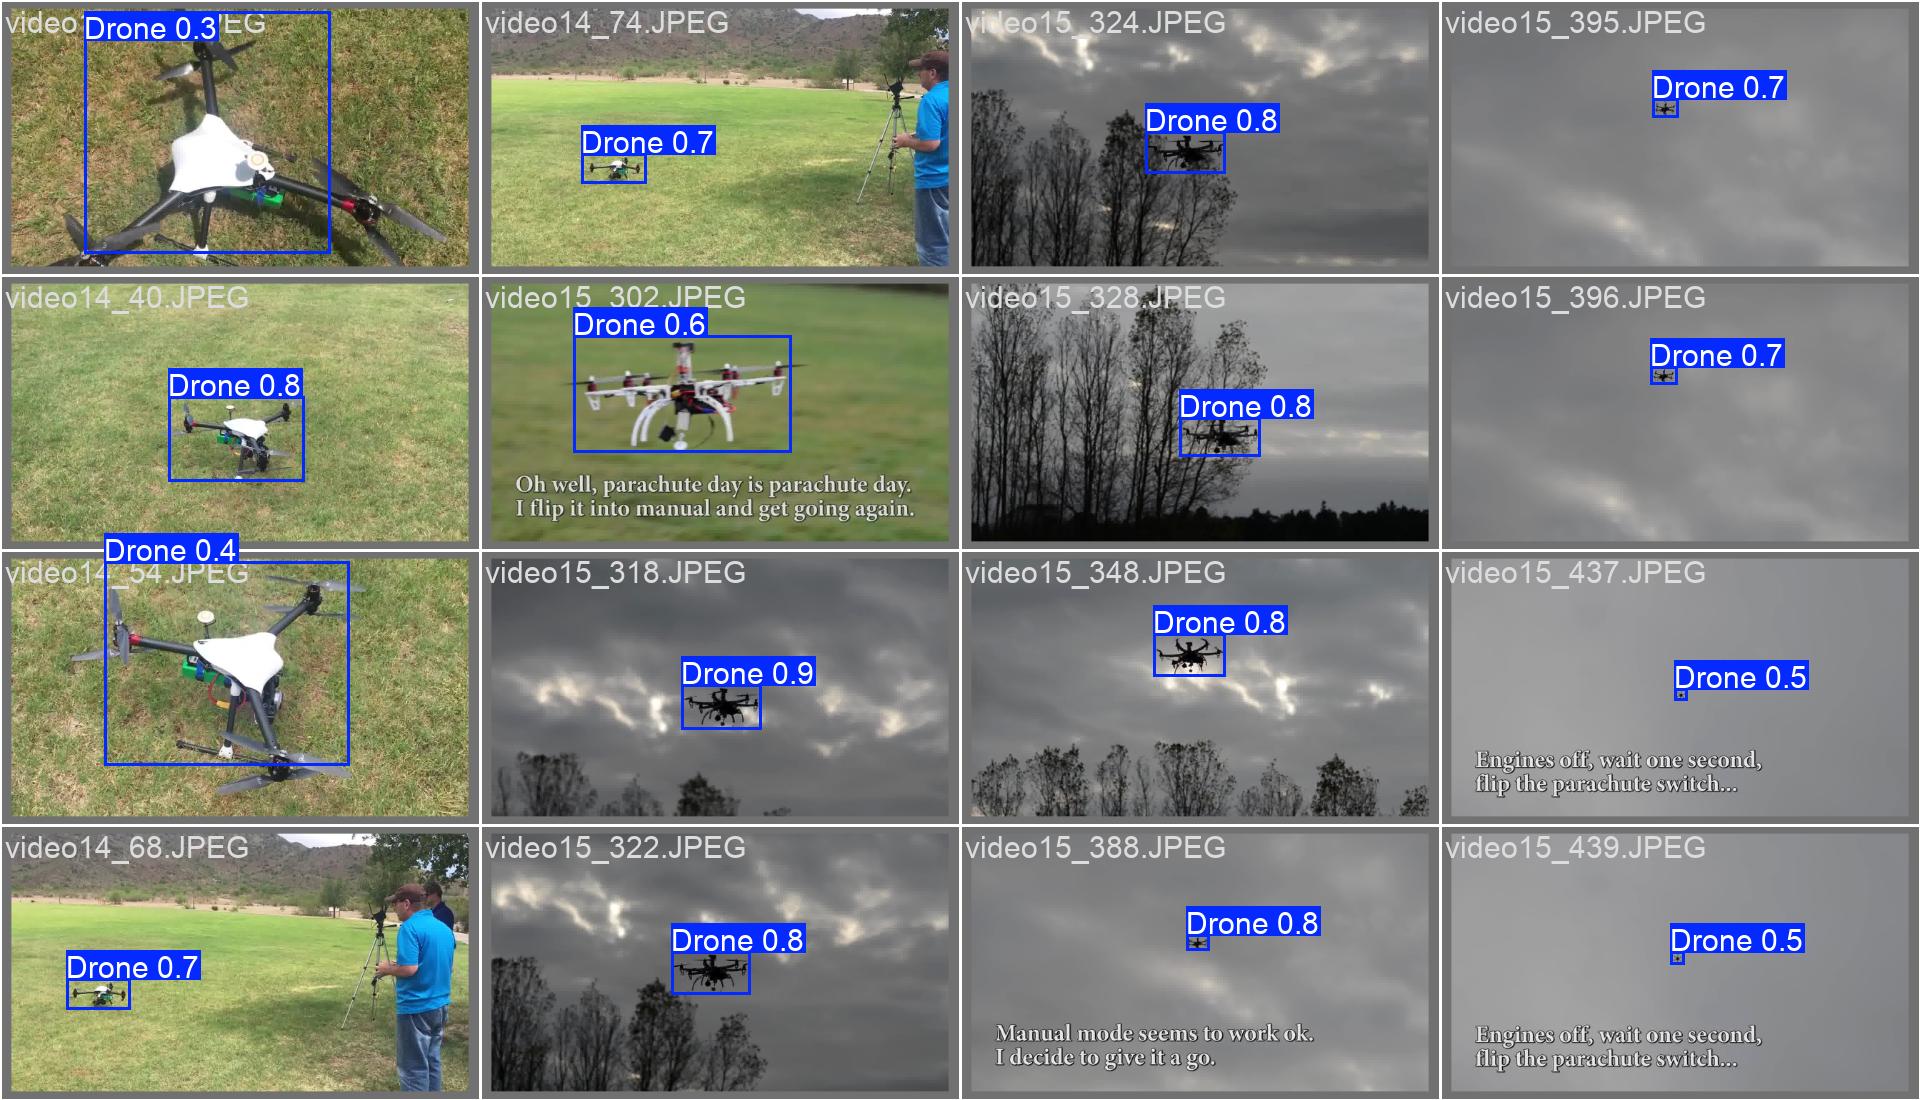 video
EG
Drone 0.3
video14_74.JPEG
Drone 0.7
video15_324.JPEG
Drone 0.8
video15_395.JPEG
Drone 0.7
video14_40.JPEG
Drone 0.8
video15_302.JPEG
Drone 0.6
Oh well, parachute day is parachute day.
I flip it into manual and get going again.
video15_328.JPEG
Drone 0.8
video15_396.JPEG
Drone 0.7
Drone 0.4
video14_54.JPEG
video15_318.JPEG
Drone 0.9
video15_348.JPEG
Drone 0.8
video15_437.JPEG
Drone 0.5
Engines off, wait one second,
flip the parachute switch...
video14_68.JPEG
Drone 0.7
video15_322.JPEG
Drone 0.8
video15_388.JPEG
Drone 0.8
Manual mode seems to work ok.
I decide to give it a go.
video15_439.JPEG
Drone 0.5
Engines off, wait one second,
flip the parachute switch...